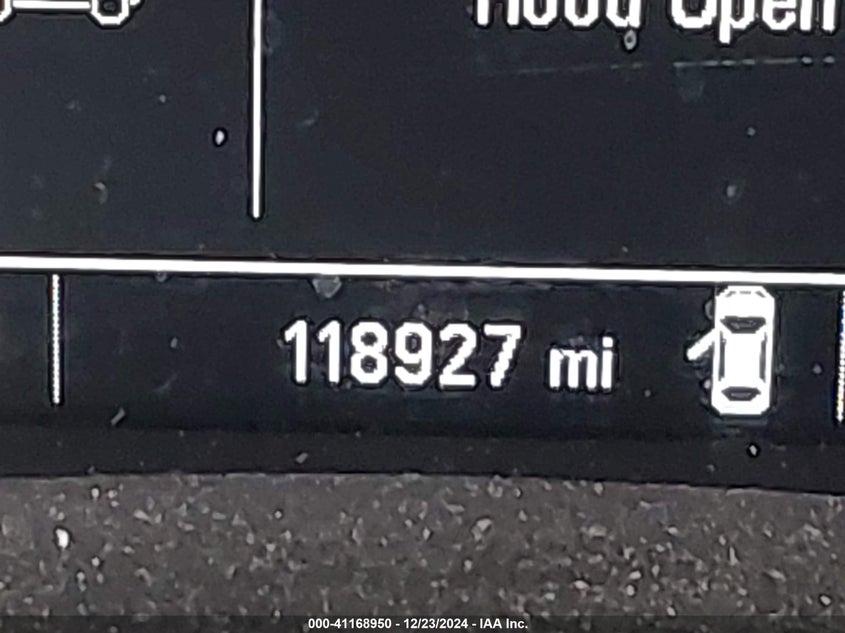 Hood Open
118927 mi
000-41168950 - 12/23/2024 - IAA Inc.